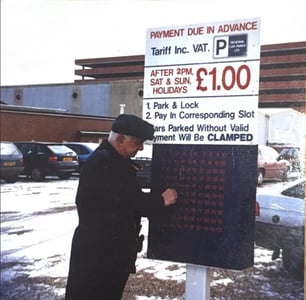 PAYMENT DUE IN ADVANCE
Tariff Inc. VAT. P
AFTER 2PM,
SAT & SUN,
HOLIDAYS £1.00
1. Park & Lock
2. Pay in Corresponding Slot
Cars Parked Without Valid
Payment Will Be CLAMPED